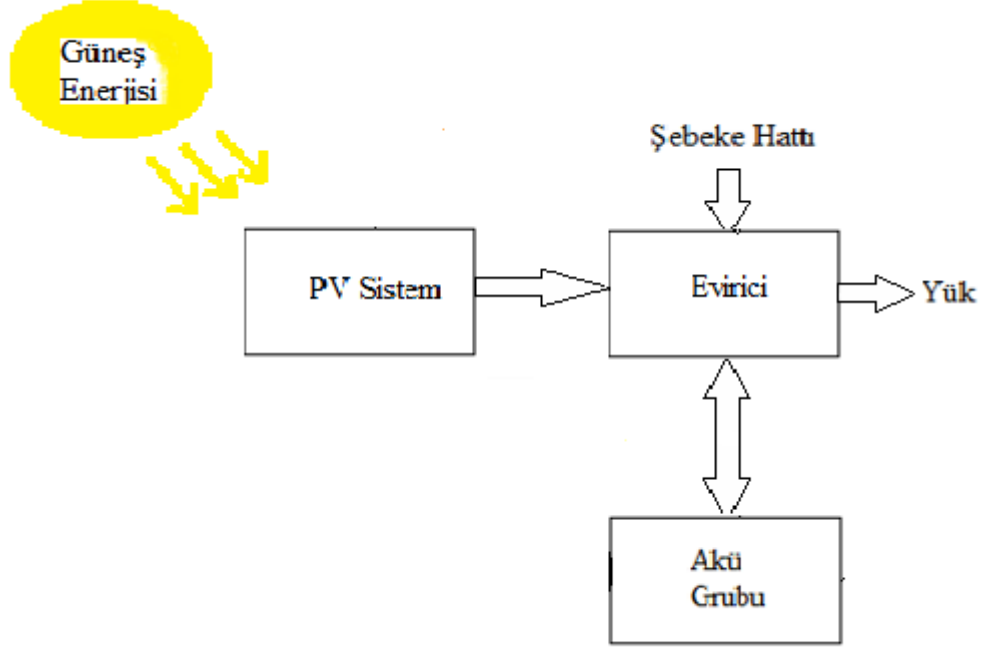 Güneş
Enerjisi
Şebeke Hattı
PV Sistem
Evirici
Yük
Akü
Grubu